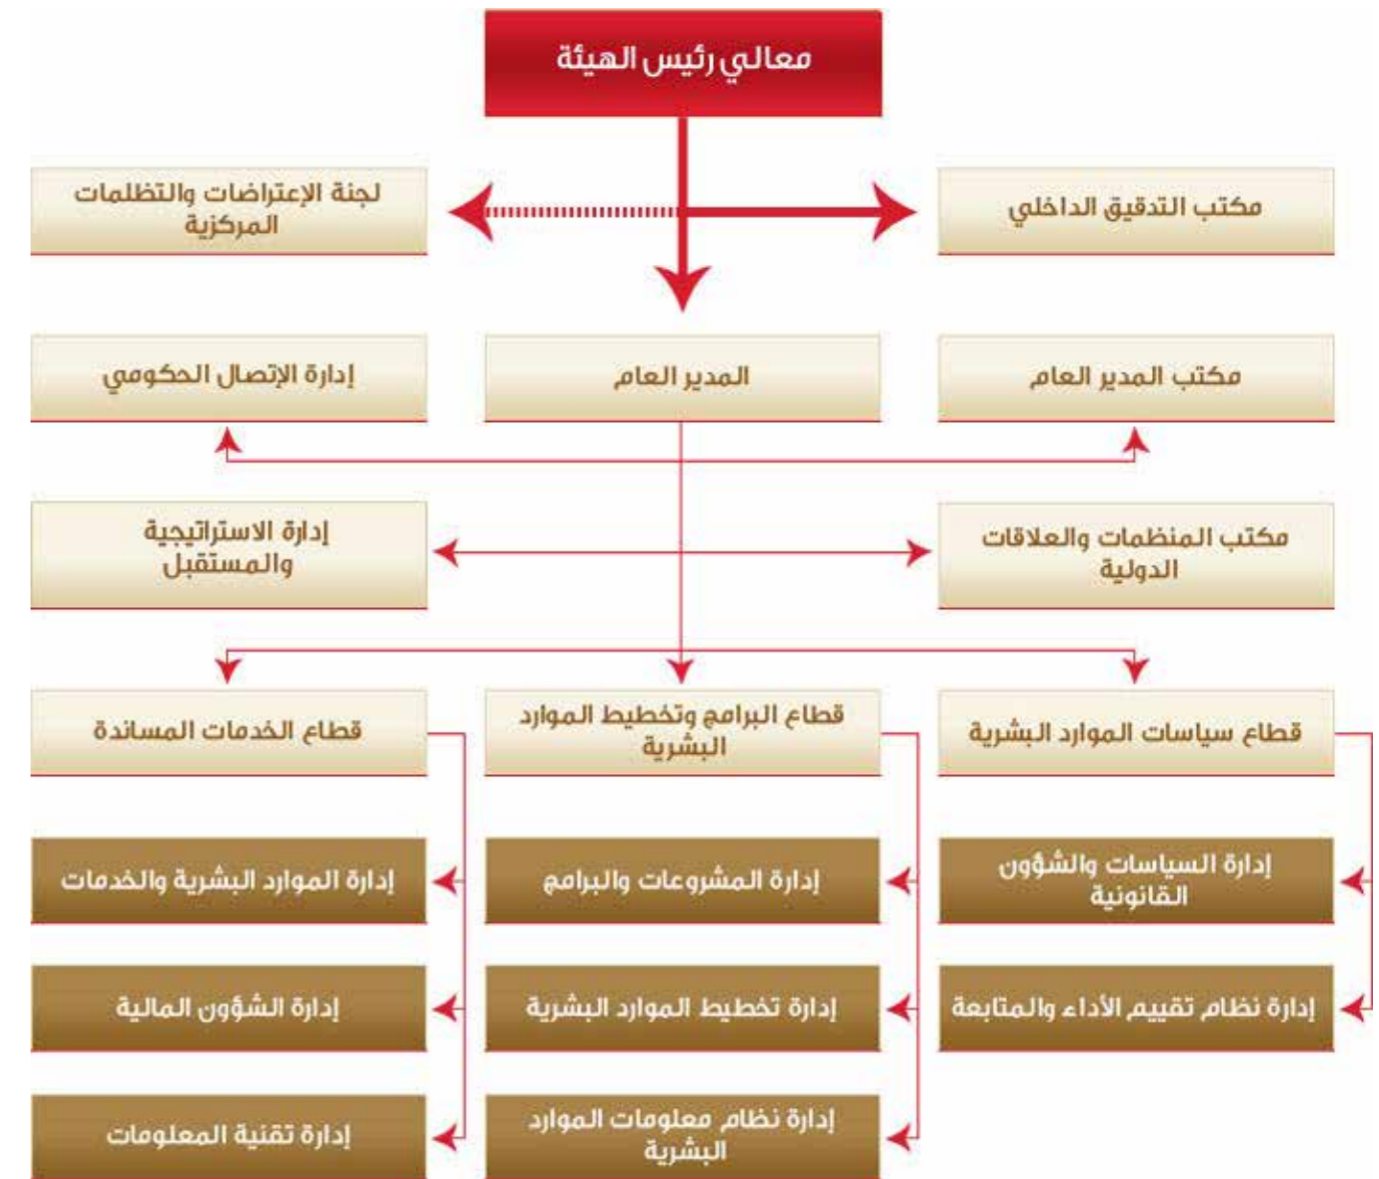 معالي رئيس الهيئة
مكتب التدقيق الداخلي
لجنة الإعتراضات والتظلمات
المركزية
مكتب المدير العام
المدير العام
إدارة الإتصال الحكومي
مكتب المنظمات والعلاقات
الدولية
إدارة الاستراتيجية
والمستقبل
قطاع سياسات الموارد البشرية
قطاع البرامج وتخطيط الموارد
البشرية
قطاع الخدمات المساندة
إدارة السياسات والشؤون
القانونية
إدارة المشروعات والبرامج
إدارة الموارد البشرية والخدمات
إدارة نظام تقييم الأداء والمتابعة
إدارة تخطيط الموارد البشرية
إدارة الشؤون المالية
إدارة نظام معلومات الموارد
البشرية
إدارة تقنية المعلومات